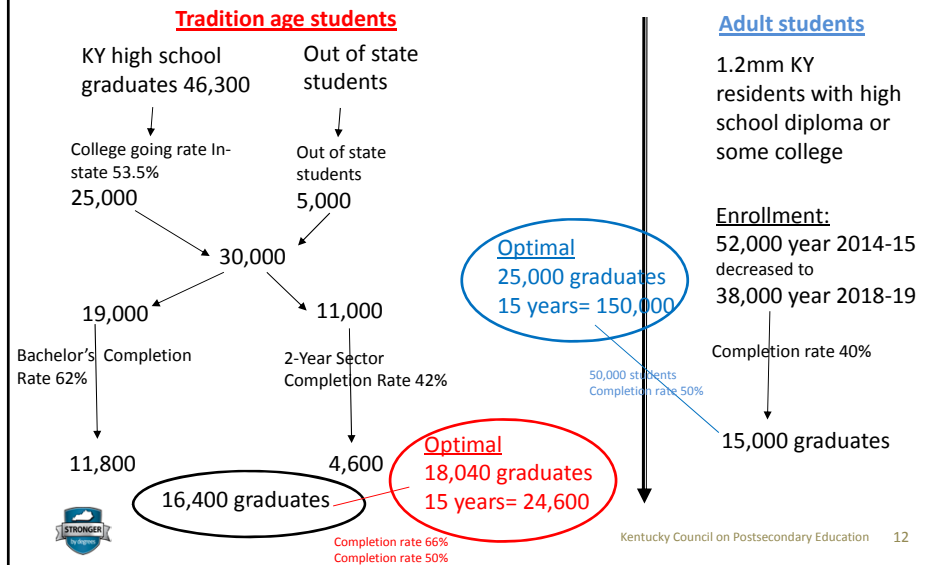 Tradition age students
KY high school
graduates 46,300
Out of state
students
College going rate In-
state 53.5%
25,000
Out of state
students
5,000
30,000
19,000
11,000
Bachelor's Completion
Rate 62%
2-Year Sector
Completion Rate 42%
11,800
4,600
16,400 graduates
Optimal
18,040 graduates
15 years= 24,600
Completion rate 66%
Completion rate 50%
Optimal
25,000 graduates
15 years= 150,000
50,000 students
Completion rate 50%
Adult students
1.2mm KY
residents with high
school diploma or
some college
Enrollment:
52,000 year 2014-15
decreased to
38,000 year 2018-19
Completion rate 40%
15,000 graduates
STRONGER
by degrees
Kentucky Council on Postsecondary Education 12